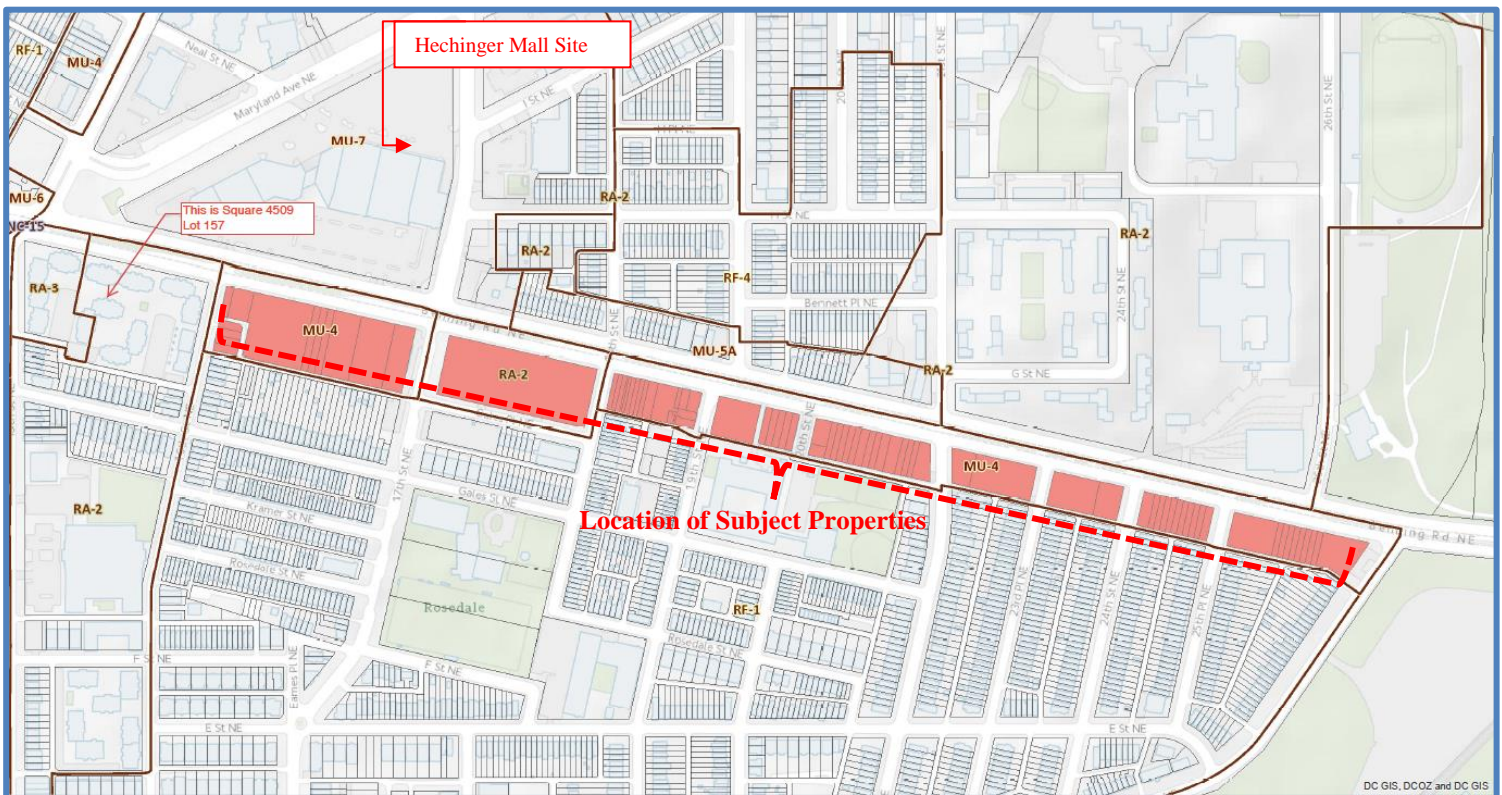 Hechinger Mall Site
RF-1
MU-4
Neal St NE
Maryland Ave NE
I St NE
MU-7
MU-6
NC-15
This is Square 4509
Lot 157
RA-3
RA-2
RA-2
RF-4
Bennett Pl NE
RA-2
24th St NE
26th St NE
G St NE
RA-2
MU-5A
MU-4
RA-2
MU-4
Benning Rd NE
17th St NE
Gales St NE
Kramer St NE
Rosedale St NE
Rosedale
RA-2
Location of Subject Properties
RF-1
Rosedale St NE
23rd Pl NE
24th St NE
25th Pl NE
F St NE
F St NE
Eames Pl NE
E St NE
E St NE
DC GIS, DCOZ and DC GIS